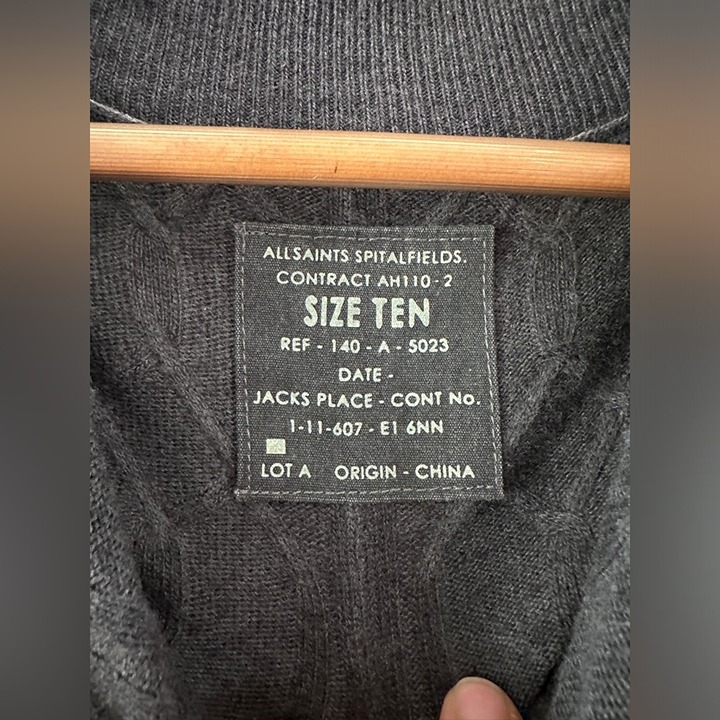 ALLSAINTS SPITALFIELDS.
CONTRACT AH110-2
SIZE TEN
REF - 140 - A - 5023
DATE -
JACKS PLACE - CONT No.
1-11-607 - E1 6NN
LOT A ORIGIN - CHINA